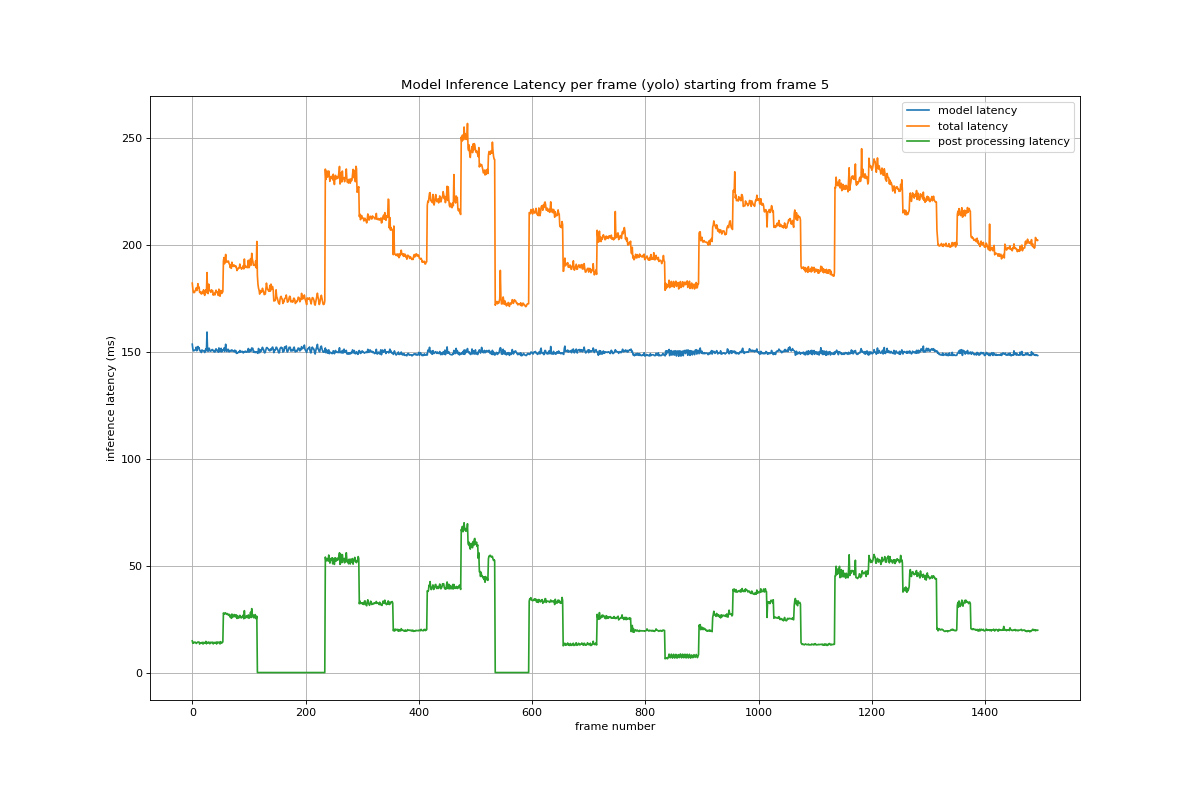 Model Inference Latency per frame (yolo) starting from frame 5
model latency
total latency
post processing latency
inference latency (ms)
250
200
150
100
50
0
0 200 400 600 800 1000 1200 1400
frame number